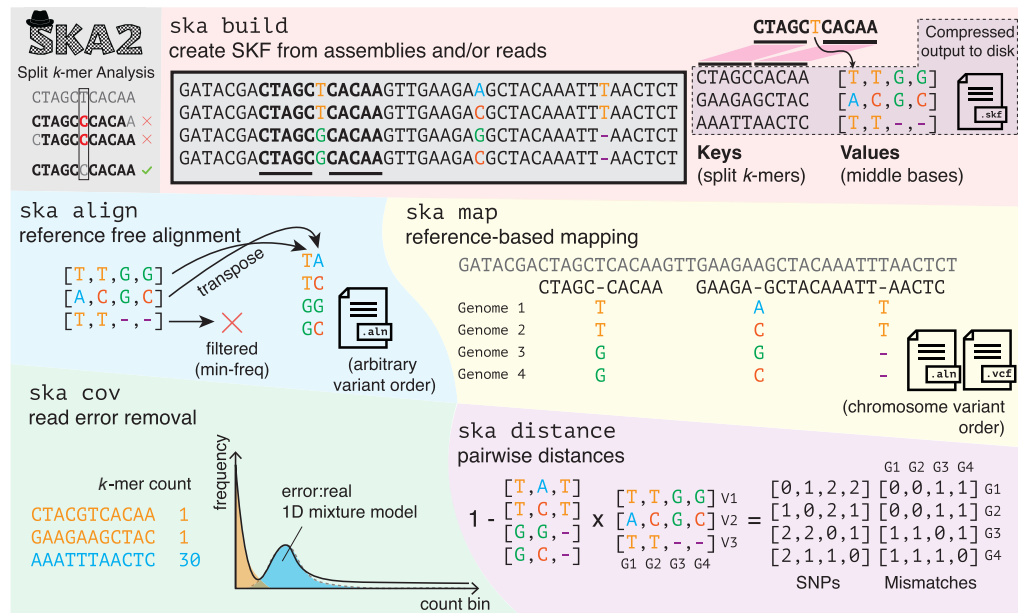 SKA2
Split k-mer Analysis
CTAGCTCACAA
CTAGCCCACAA
CTAGCCCACAA
CTAGCCCACAA
ska build
create SKF from assemblies and/or reads
GATACGACTAGCTCACAAGTTGAAGAAGCTACAAATTTAACTCT
GATACGACTAGCTCACAAGTTGAAGACGCTACAAATTTAACTCT
GATACGACTAGCGCACAAGTTGAAGAGGCTACAAATT-AACTCT
GATACGACTAGCGCACAAGTTGAAGACGCTACAAATT-AACTCT
CTAGCTCACAA
Compressed
output to disk
CTAGCCACAA [T,T,G,G]
GAAGAGCTAC [A,C,G,C]
AAATTAACTC [T,T,-,-]
.skf
Keys
(split k-mers)
Values
(middle bases)
ska align
reference free alignment
[T,T,G,G]
[A,C,G,C]
[T,T,-,-]
transpose
TA
TC
GG
GC
filtered
(min-freq)
.aln
(arbitrary
variant order)
ska map
reference-based mapping
GATACGACTAGCTCACAAGTTGAAGAAGCTACAAATTTAACTCT
CTAGC-CACAA GAAGA-GCTACAAATT-AACTC
Genome 1 T A T
Genome 2 T C T
Genome 3 G G -
Genome 4 G C -
.aln
.vcf
(chromosome variant
order)
ska cov
read error removal
k-mer count
CTACGTCACAA 1
GAAGAAGCTAC 1
AAATTTAACTC 30
frequency
error:real
1D mixture model
count bin
ska distance
pairwise distances
1 -
[T,A,T]
[T,C,T]
[G,G,-]
[G,C,-]
x
[T,T,G,G] V1
[A,C,G,C] V2
[T,T,-,-] V3
G1 G2 G3 G4
=
G1 G2 G3 G4
[0,1,2,2] [0,0,1,1] G1
[1,0,2,1] [0,0,1,1] G2
[2,2,0,1] [1,1,0,1] G3
[2,1,1,0] [1,1,1,0] G4
SNPs
Mismatches